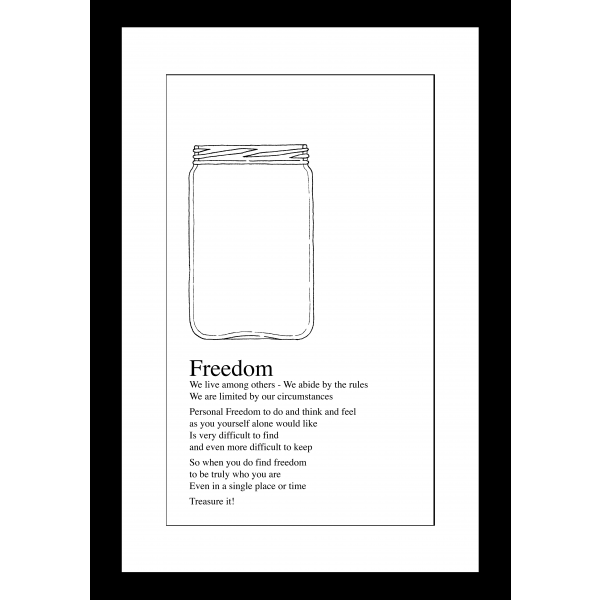 Freedom
We live among others - We abide by the rules
We are limited by our circumstances
Personal Freedom to do and think and feel
as you yourself alone would like
Is very difficult to find
and even more difficult to keep
So when you do find freedom
to be truly who you are
Even in a single place or time
Treasure it!